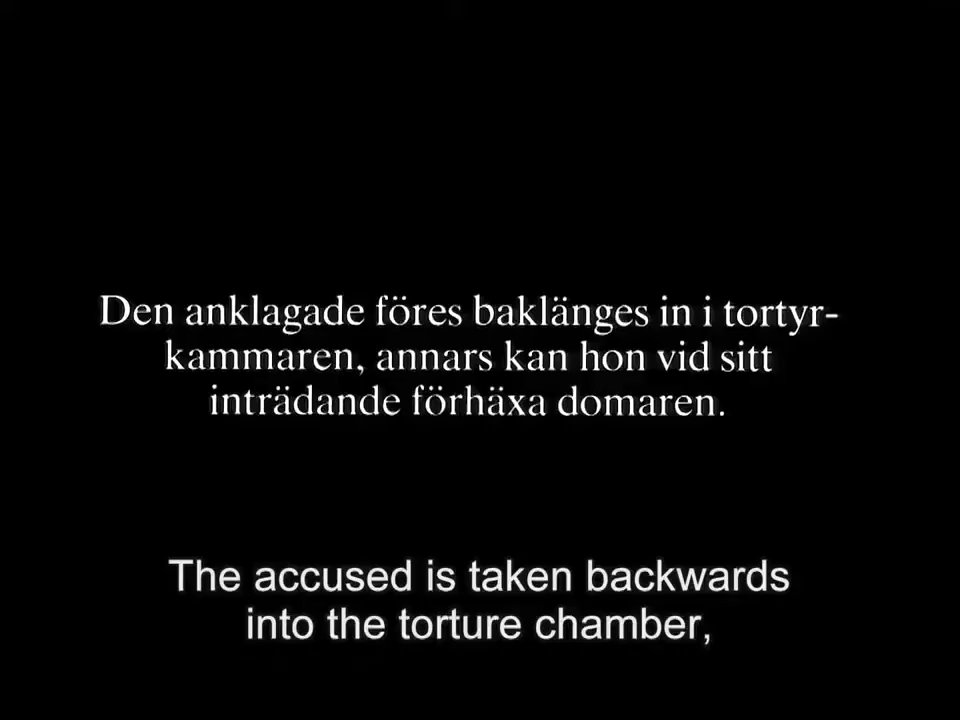 Den anklagade föres baklänges in i tortyr-
kammaren, annars kan hon vid sitt
inträdande förhäxa domaren.
The accused is taken backwards
into the torture chamber,